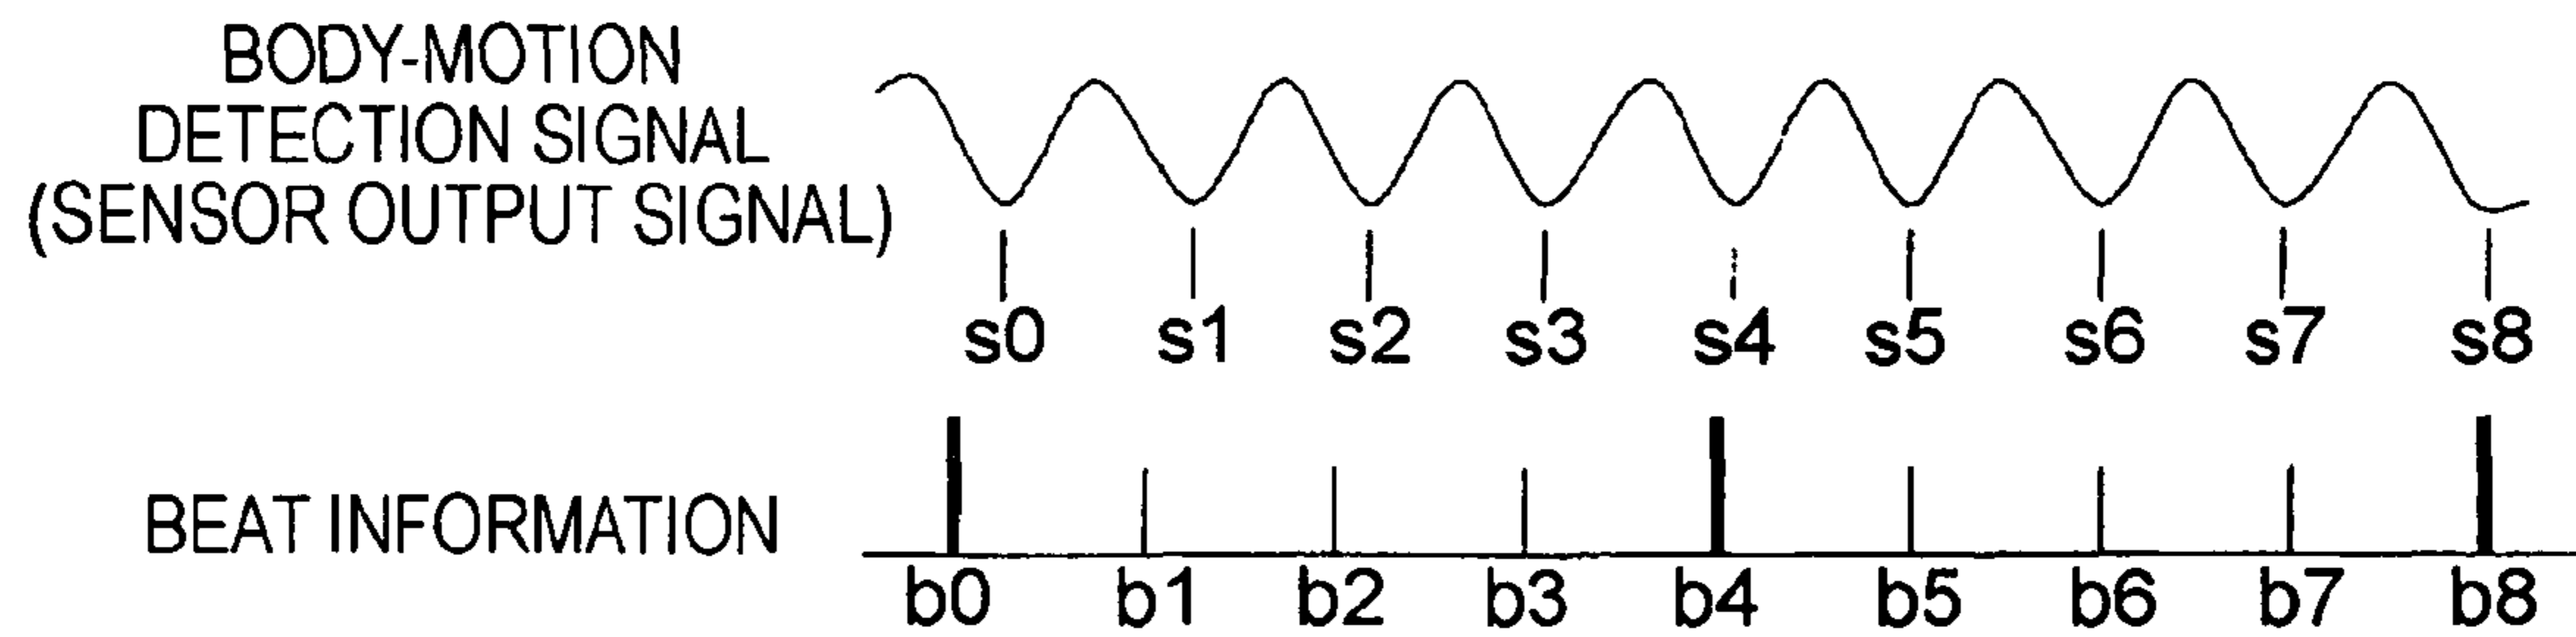 BODY-MOTION
DETECTION SIGNAL
(SENSOR OUTPUT SIGNAL)
s0 s1 s2 s3 s4 s5 s6 s7 s8
BEAT INFORMATION
b0 b1 b2 b3 b4 b5 b6 b7 b8